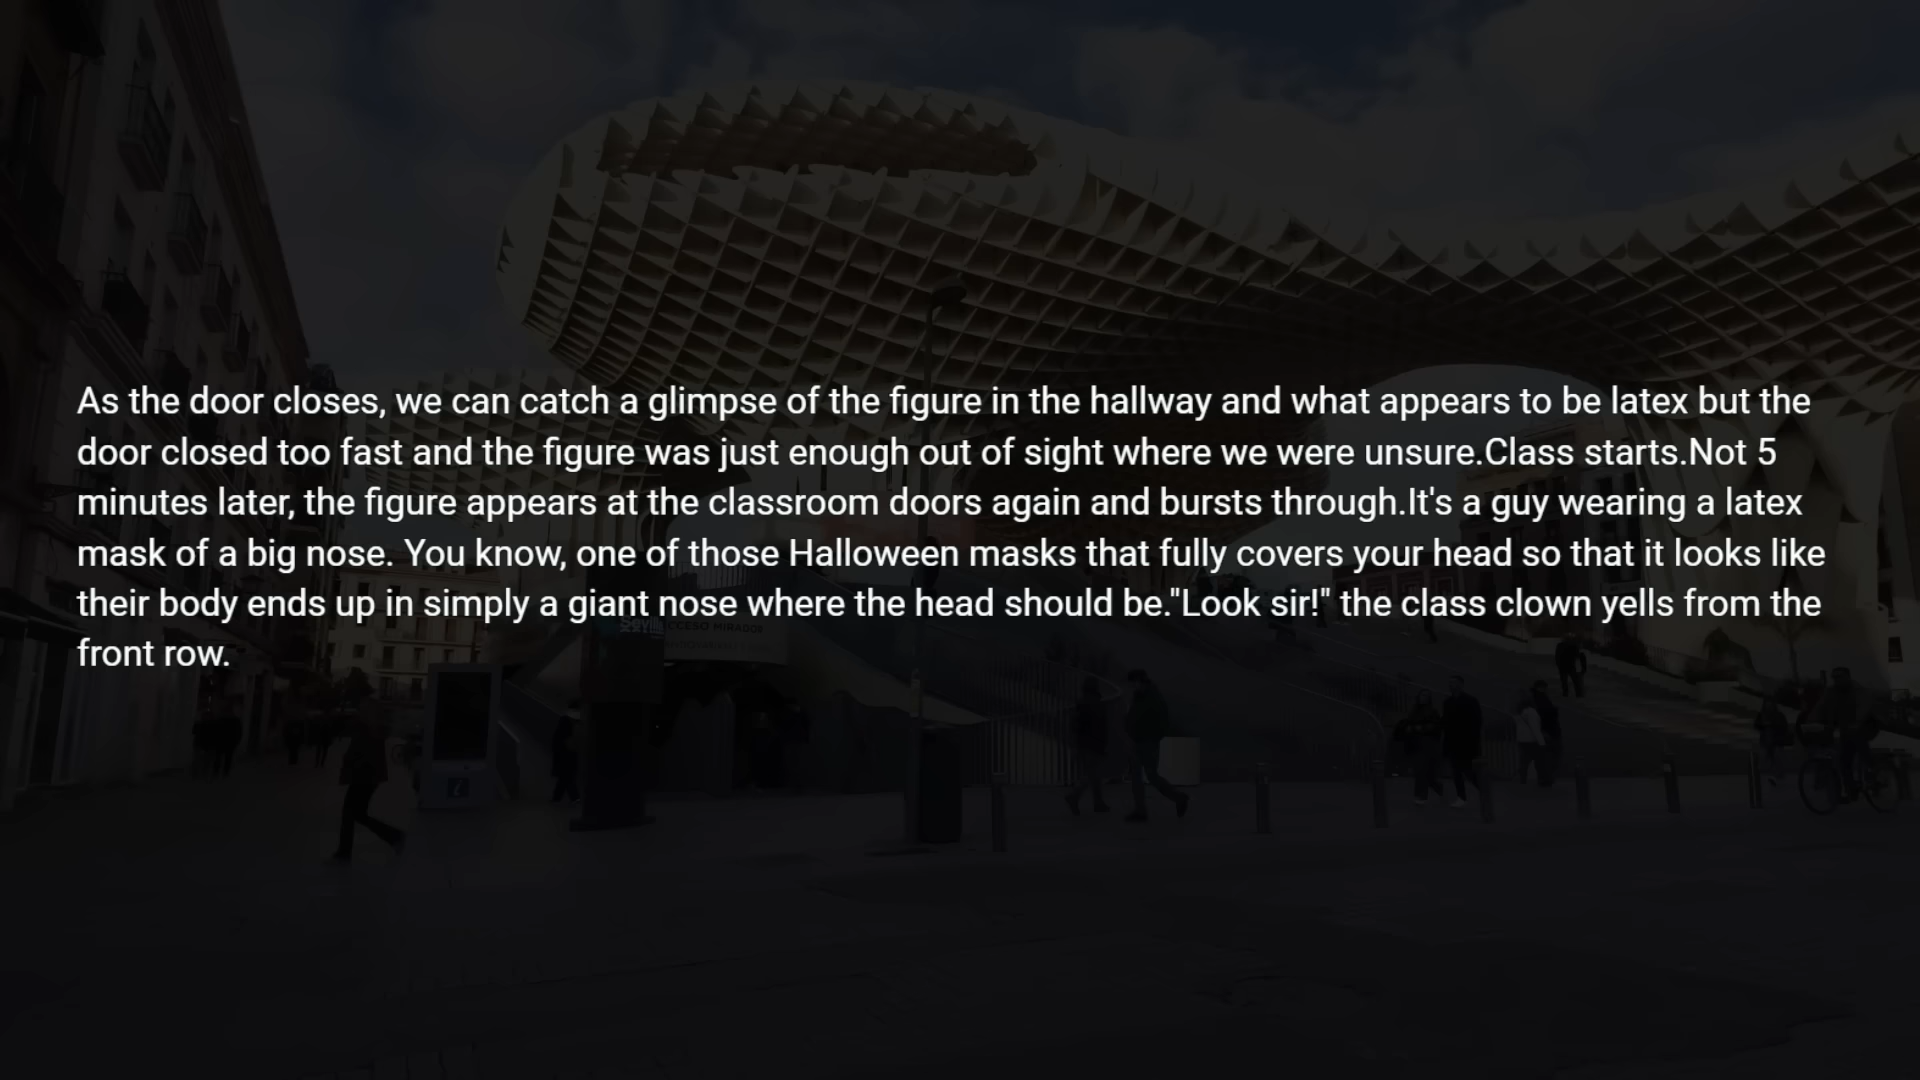 As the door closes, we can catch a glimpse of the figure in the hallway and what appears to be latex but the
door closed too fast and the figure was just enough out of sight where we were unsure.Class starts.Not 5
minutes later, the figure appears at the classroom doors again and bursts through.It's a guy wearing a latex
mask of a big nose. You know, one of those Halloween masks that fully covers your head so that it looks like
their body ends up in simply a giant nose where the head should be."Look sir!" the class clown yells from the
front row.
Sevilla
ACCESO MIRADOR